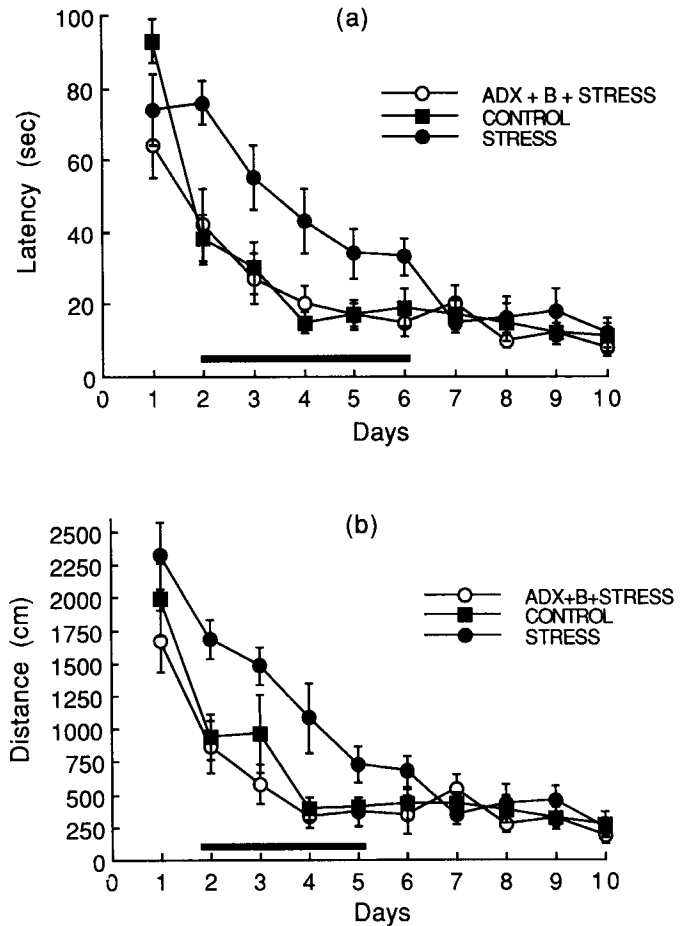 (a)
100
80
60
40
20
0
Latency (sec)
ADX + B + STRESS
CONTROL
STRESS
0 1 2 3 4 5 6 7 8 9 10
Days
(b)
2500
2250
2000
1750
1500
1250
1000
750
500
250
0
Distance (cm)
ADX+B+STRESS
CONTROL
STRESS
0 1 2 3 4 5 6 7 8 9 10
Days